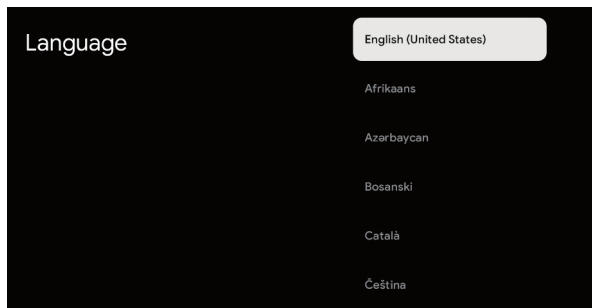 Language
English (United States)
Afrikaans
Azərbaycan
Bosanski
Català
Čeština